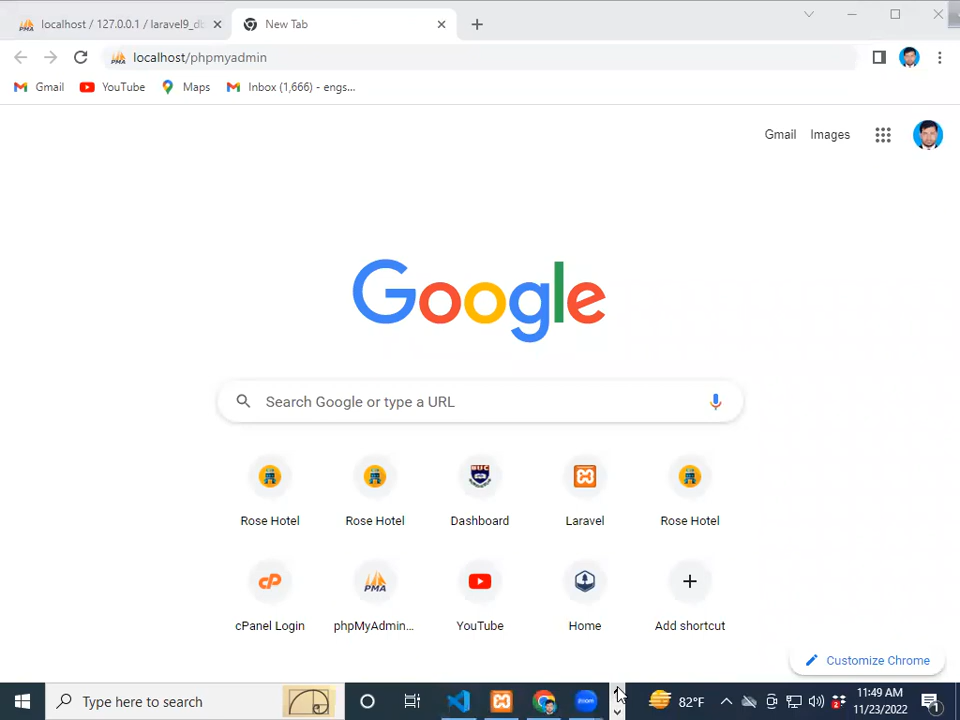 localhost / 127.0.0.1 / laravel9_db
New Tab
localhost/phpmyadmin
Gmail
YouTube
Maps
Inbox (1,666) - engs...
Gmail
Images
Google
Search Google or type a URL
Rose Hotel
Rose Hotel
Dashboard
Laravel
Rose Hotel
cPanel Login
phpMyAdmin...
YouTube
Home
Add shortcut
Customize Chrome
Type here to search
82°F
11:49 AM
11/23/2022